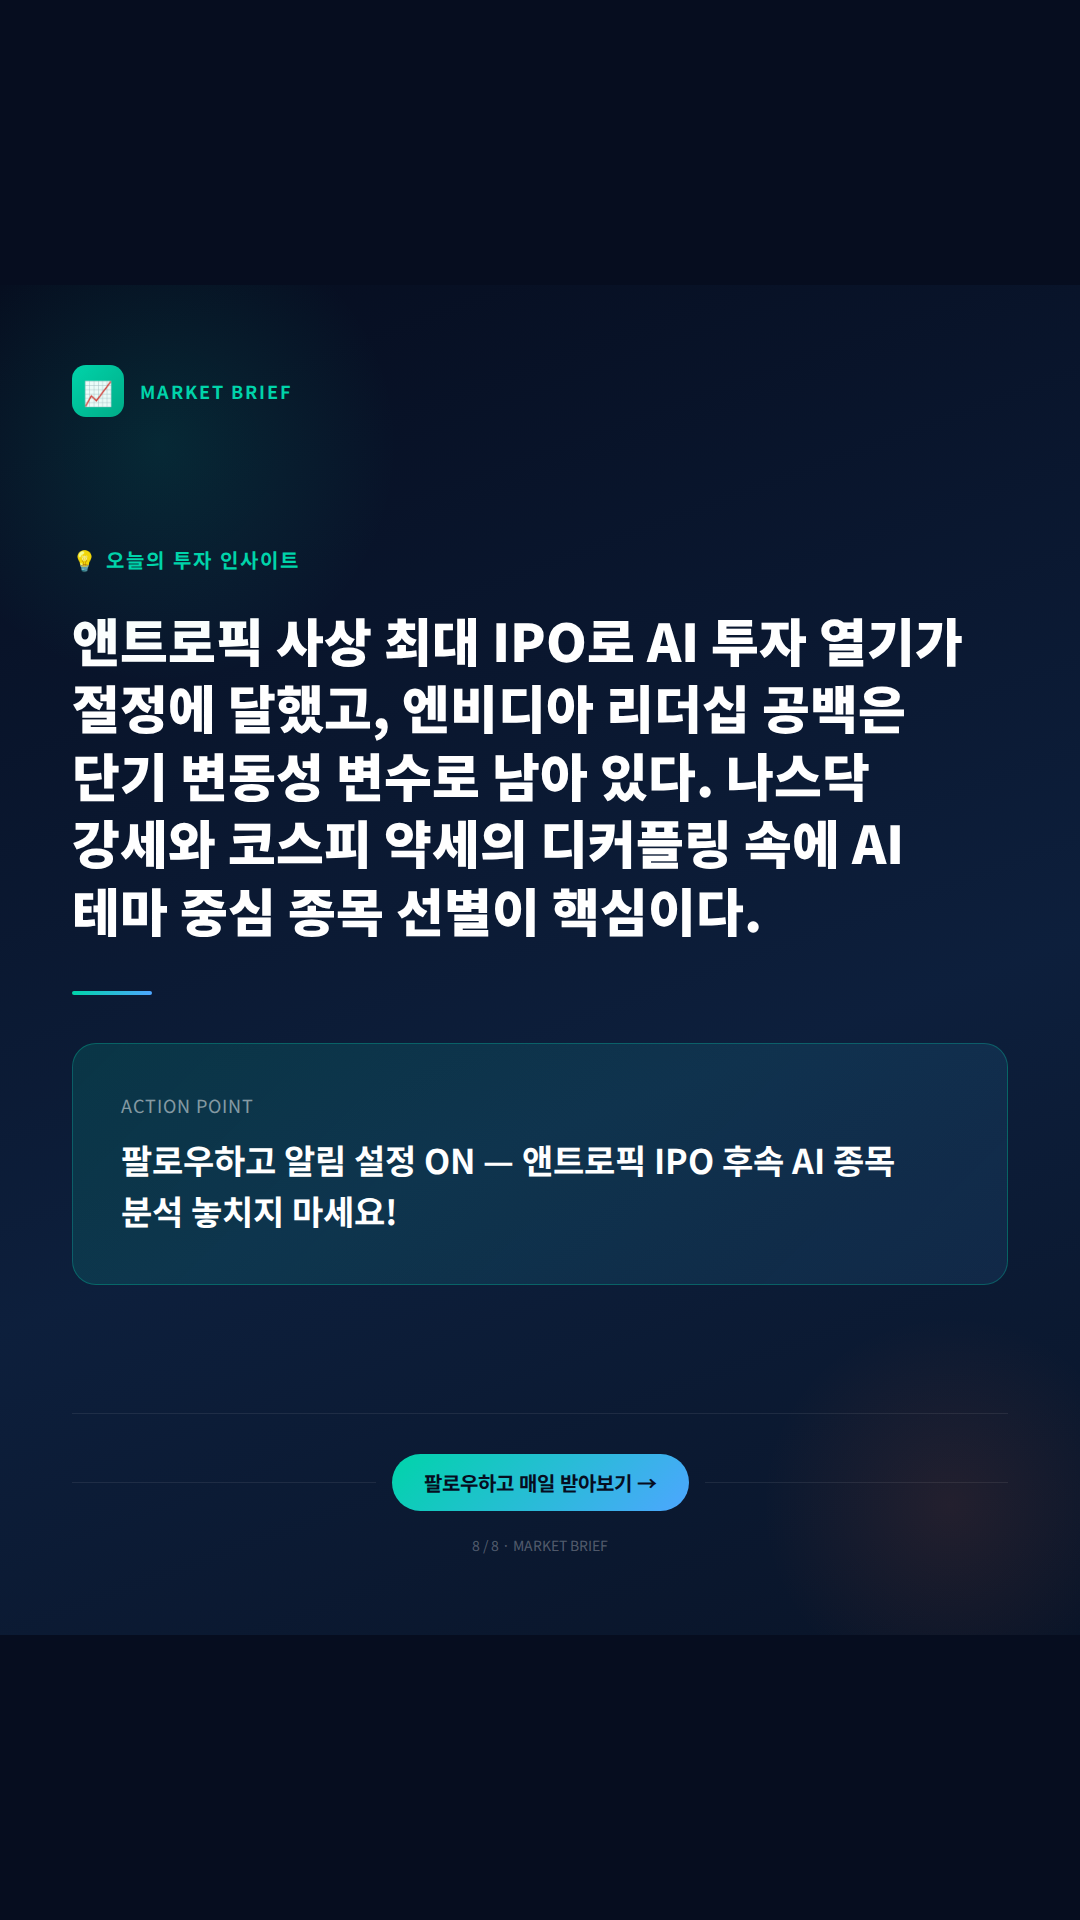 MARKET BRIEF
💡 오늘의 투자 인사이트
앤트로픽 사상 최대 IPO로 AI 투자 열기가
절정에 달했고, 엔비디아 리더십 공백은
단기 변동성 변수로 남아 있다. 나스닥
강세와 코스피 약세의 디커플링 속에 AI
테마 중심 종목 선별이 핵심이다.
ACTION POINT
팔로우하고 알림 설정 ON — 앤트로픽 IPO 후속 AI 종목
분석 놓치지 마세요!
팔로우하고 매일 받아보기 →
8 / 8 · MARKET BRIEF